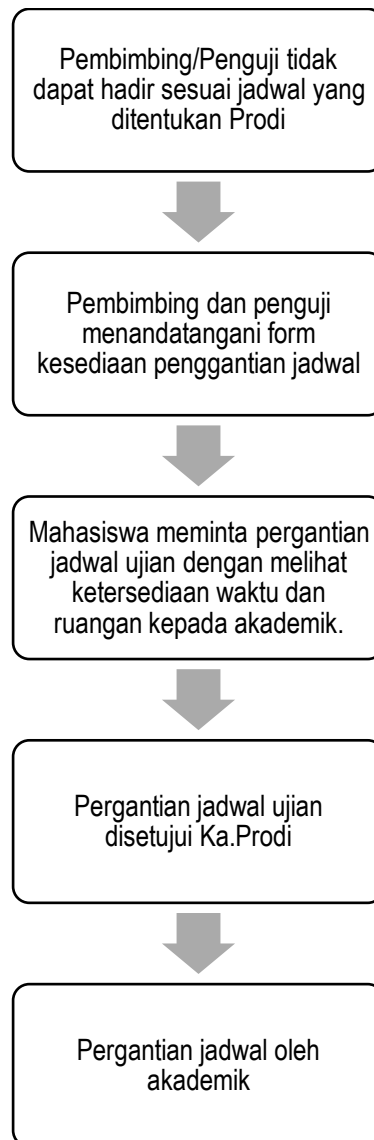 Pembimbing/Penguji tidak
dapat hadir sesuai jadwal yang
ditentukan Prodi
Pembimbing dan penguji
menandatangani form
kesediaan penggantian jadwal
Mahasiswa meminta pergantian
jadwal ujian dengan melihat
ketersediaan waktu dan
ruangan kepada akademik.
Pergantian jadwal ujian
disetujui Ka.Prodi
Pergantian jadwal oleh
akademik